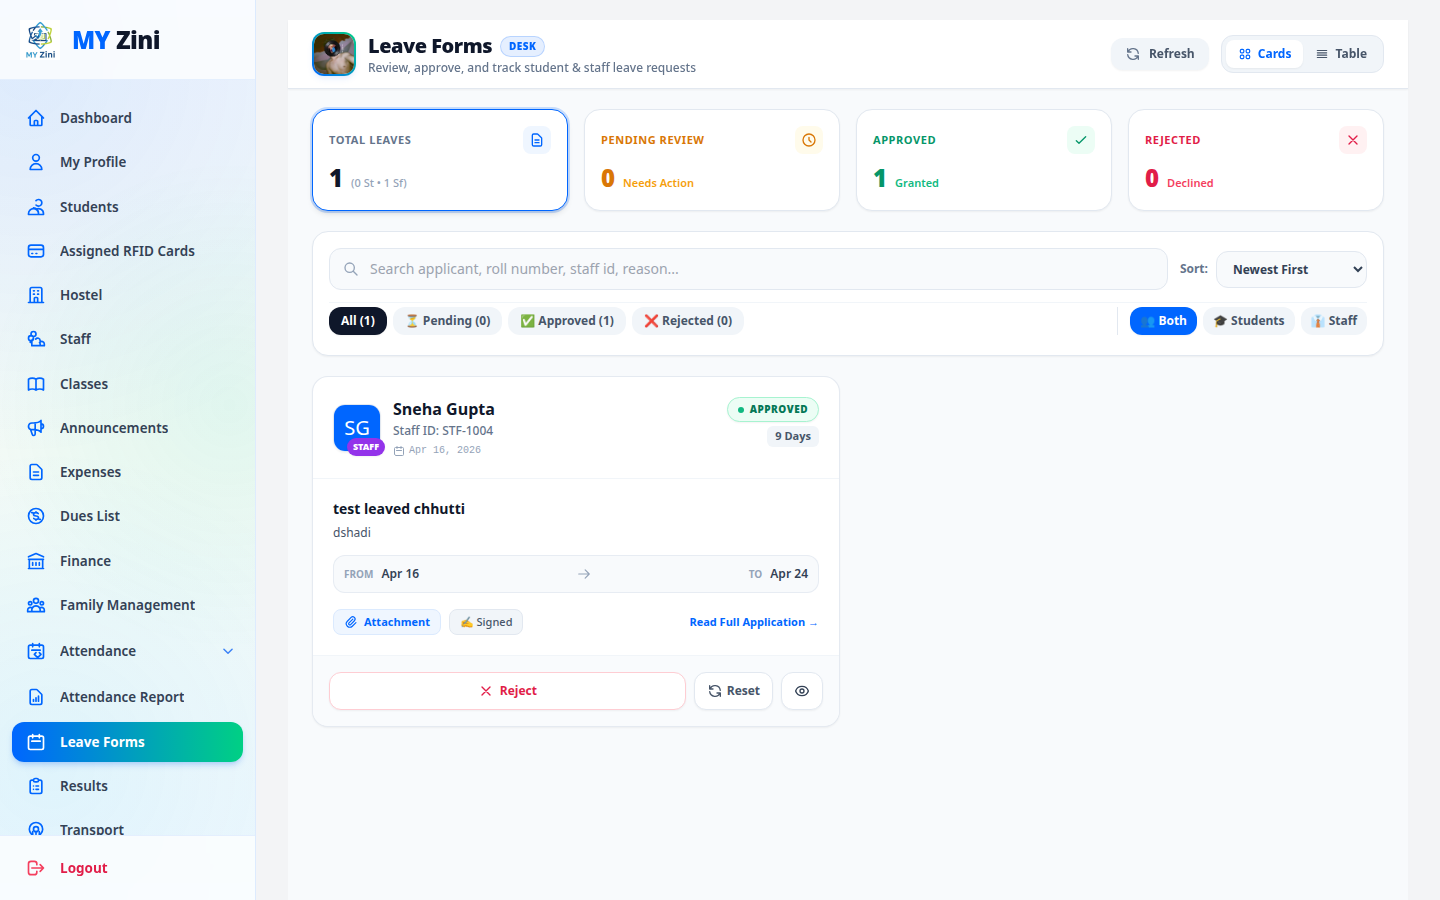 MY Zini
MY Zini
Dashboard
My Profile
Students
Assigned RFID Cards
Hostel
Staff
Classes
Announcements
Expenses
Dues List
Finance
Family Management
Attendance
Attendance Report
Leave Forms
Results
Transport
Logout
Leave Forms DESK
Review, approve, and track student & staff leave requests
Refresh
Cards
Table
TOTAL LEAVES
1 (0 St • 1 Sf)
PENDING REVIEW
0 Needs Action
APPROVED
1 Granted
REJECTED
0 Declined
Search applicant, roll number, staff id, reason...
Sort: Newest First
All (1)
⏳ Pending (0)
✅ Approved (1)
❌ Rejected (0)
👥 Both
🎓 Students
👔 Staff
SG
STAFF
Sneha Gupta
Staff ID: STF-1004
Apr 16, 2026
APPROVED
9 Days
test leaved chhutti
dshadi
FROM Apr 16 → TO Apr 24
Attachment
✍️ Signed
Read Full Application →
Reject
Reset